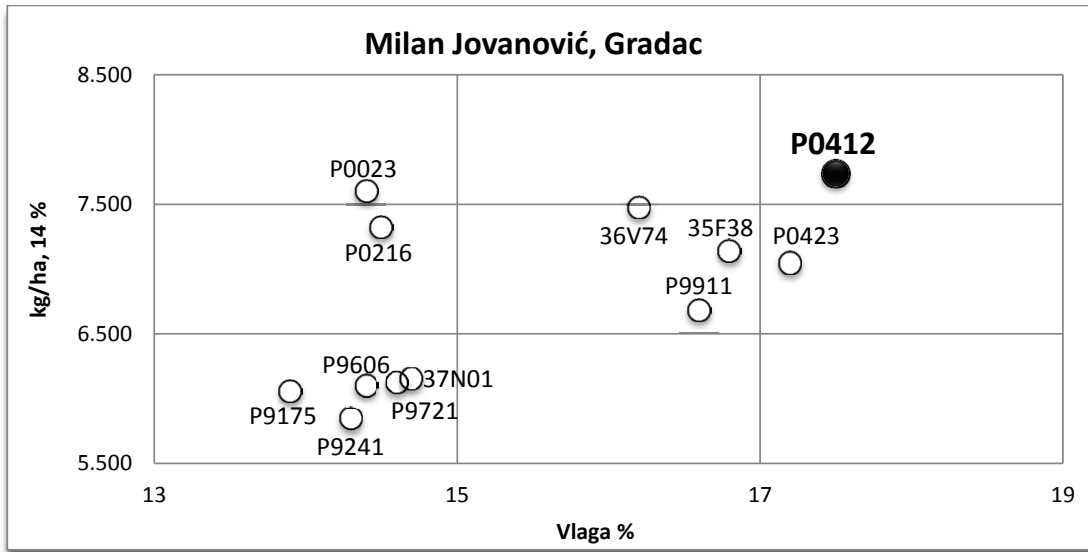 Milan Jovanović, Gradac
kg/ha, 14 %
8.500
7.500
6.500
5.500
P0412
P0023
P0216
36V74
35F38
P0423
P9911
P9606
37N01
P9175
P9721
P9241
13
15
17
19
Vlaga %